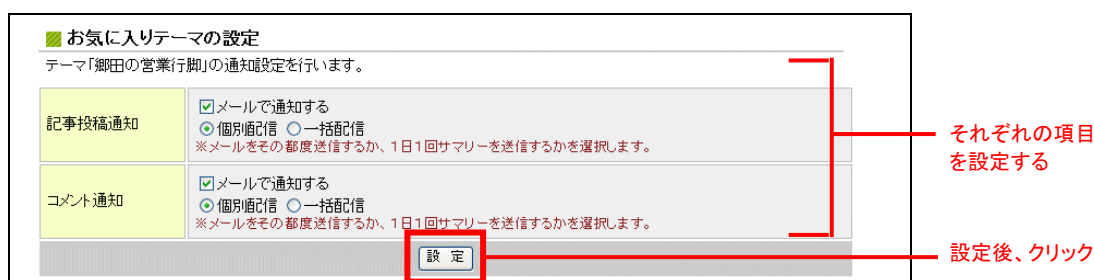 お気に入りテーマの設定
テーマ「郷田の営業行脚」の通知設定を行います。
記事投稿通知
メールで通知する
個別配信 一括配信
※メールをその都度送信するか、1日1回サマリーを送信するかを選択します。
コメント通知
メールで通知する
個別配信 一括配信
※メールをその都度送信するか、1日1回サマリーを送信するかを選択します。
設 定
それぞれの項目
を設定する
設定後、クリック